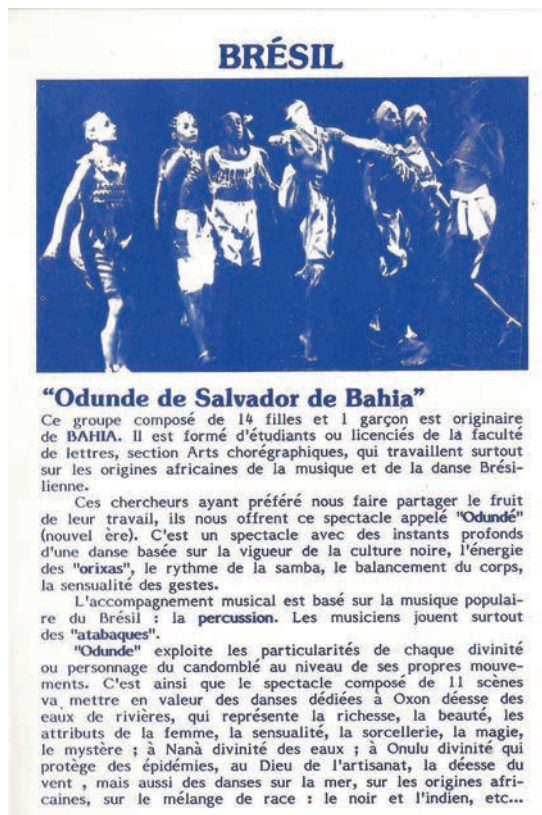 BRÉSIL
"Odunde de Salvador de Bahia"
Ce groupe composé de 14 filles et 1 garçon est originaire
de BAHIA. Il est formé d'étudiants ou licenciés de la faculté
de lettres, section Arts chorégraphiques, qui travaillent surtout
sur les origines africaines de la musique et de la danse Brési-
lienne.
Ces chercheurs ayant préféré nous faire partager le fruit
de leur travail, ils nous offrent ce spectacle appelé "Odundé"
(nouvel ère). C'est un spectacle avec des instants profonds
d'une danse basée sur la vigueur de la culture noire, l'énergie
des "orixas", le rythme de la samba, le balancement du corps,
la sensualité des gestes.
L'accompagnement musical est basé sur la musique populai-
re du Brésil : la percussion. Les musiciens jouent surtout
des "atabaques".
"Odunde" exploite les particularités de chaque divinité
ou personnage du candomblé au niveau de ses propres mouve-
ments. C'est ainsi que le spectacle composé de 11 scènes
va mettre en valeur des danses dédiées à Oxon déesse des
eaux de rivières, qui représente la richesse, la beauté, les
attributs de la femme, la sensualité, la sorcellerie, la magie,
le mystère ; à Nanà divinité des eaux ; à Onulu divinité qui
protège des épidémies, au Dieu de l'artisanat, la déesse du
vent , mais aussi des danses sur la mer, sur les origines afri-
caines, sur le mélange de race : le noir et l'indien, etc...